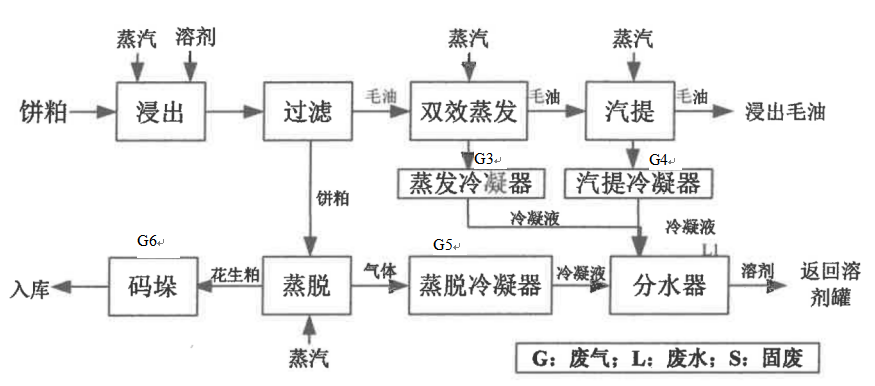 蒸汽 溶剂 蒸汽 蒸汽
饼粕 浸出 过滤 毛油 双效蒸发 毛油 汽提 毛油 浸出毛油
G3 G4
蒸发冷凝器 汽提冷凝器
饼粕 冷凝液 冷凝液
G6 G5 L1
入库 码垛 花生粕 蒸脱 气体 蒸脱冷凝器 冷凝液 分水器 溶剂 返回溶
剂罐
蒸汽
G：废气；L：废水；S：固废